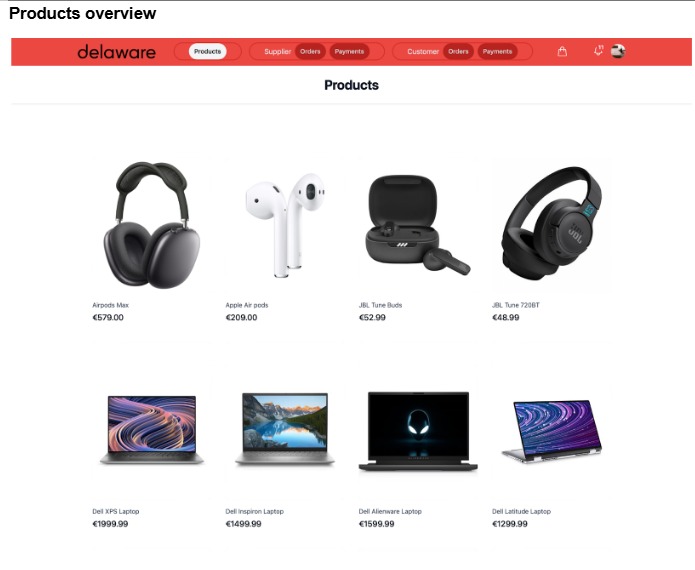 Products overview
delaware Products Supplier Orders Payments Customer Orders Payments
Products
JBL
Airpods Max Apple Air pods JBL Tune Buds JBL Tune 720BT
€579.00 €209.00 €52.99 €48.99
Dell XPS Laptop Dell Inspiron Laptop Dell Alienware Laptop Dell Latitude Laptop
€1999.99 €1499.99 €1599.99 €1299.99